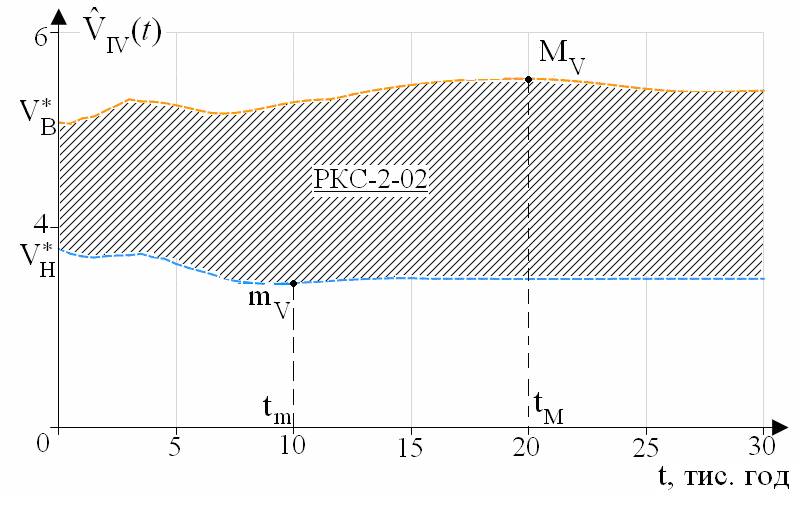 6
V̂IV(t)
MV
V*B
РКС-2-02
4
V*H
mV
tm
tM
0
5
10
15
20
25
30
t, тис. год